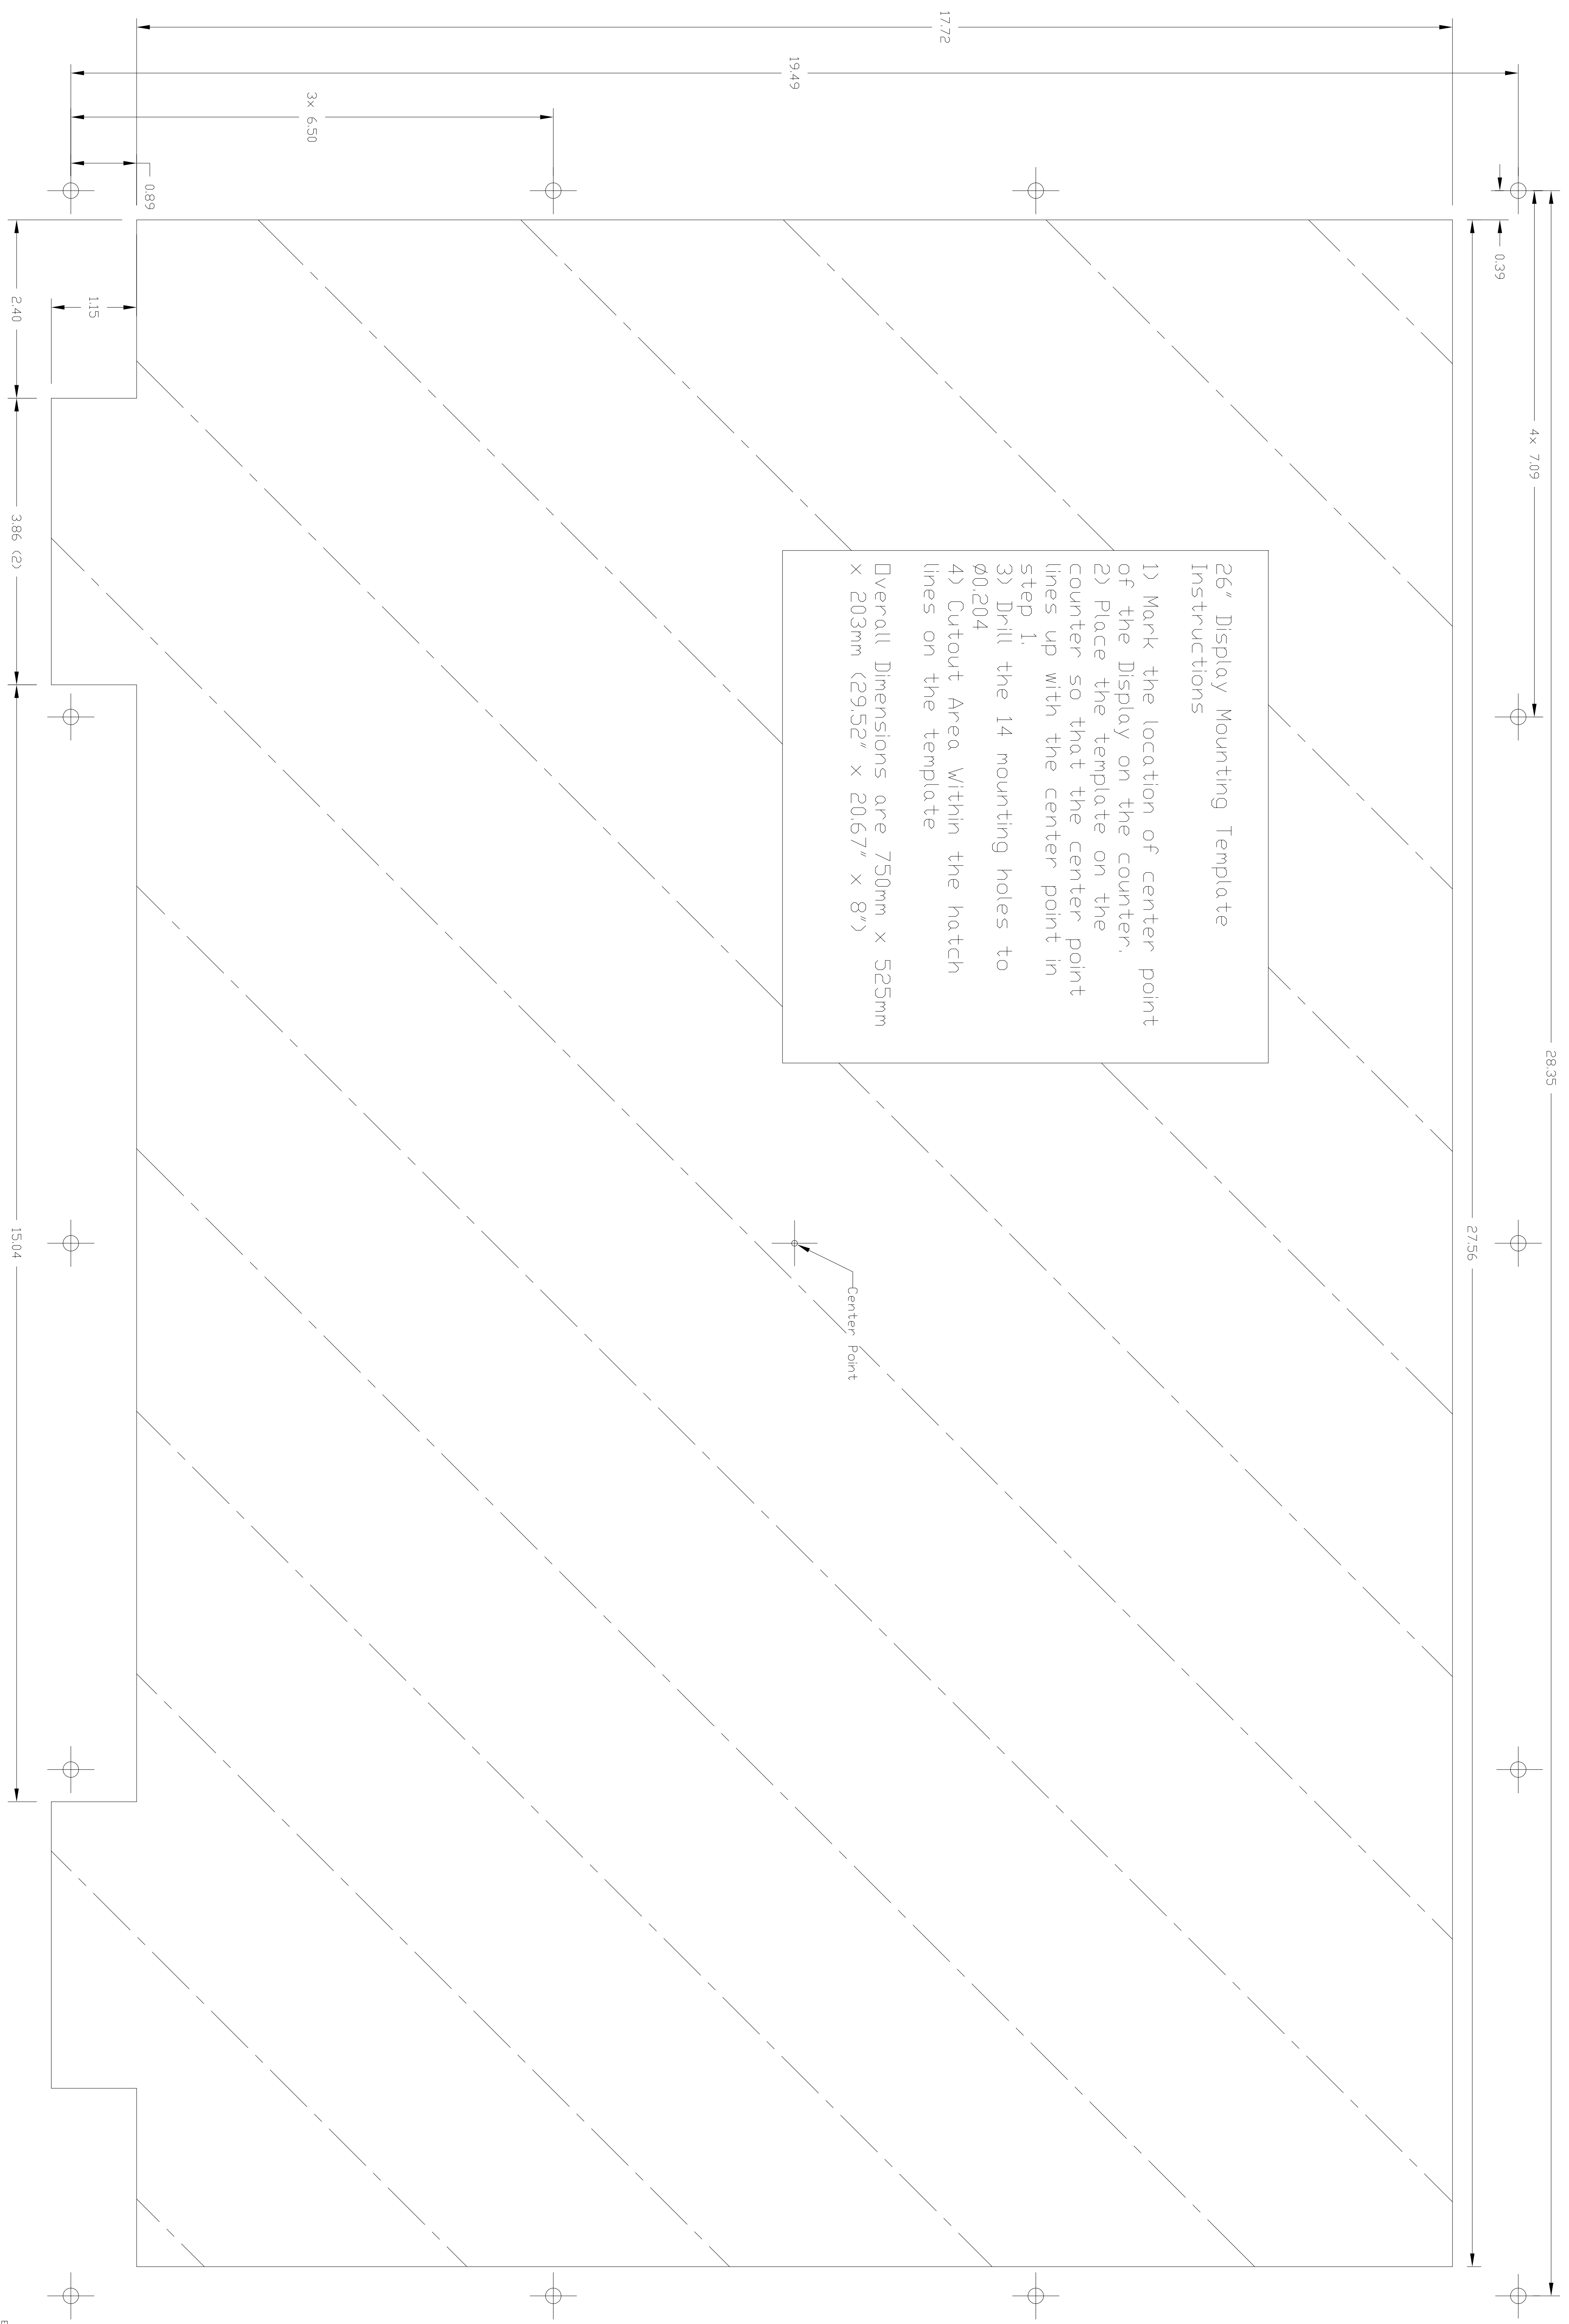 28.35
4x 7.09
0.39
27.56
26" Display Mounting Template
Instructions
1) Mark the location of center point
of the Display on the counter.
2) Place the template on the
counter so that the center point
lines up with the center point in
step 1.
3) Drill the 14 mounting holes to
Ø0.204
4) Cutout Area Within the hatch
lines on the template
Overall Dimensions are 750mm x 525mm
x 203mm (29.52" x 20.67" x 8")
Center Point
17.72
19.49
3x 6.50
0.89
1.15
2.40
3.86 (2)
15.04